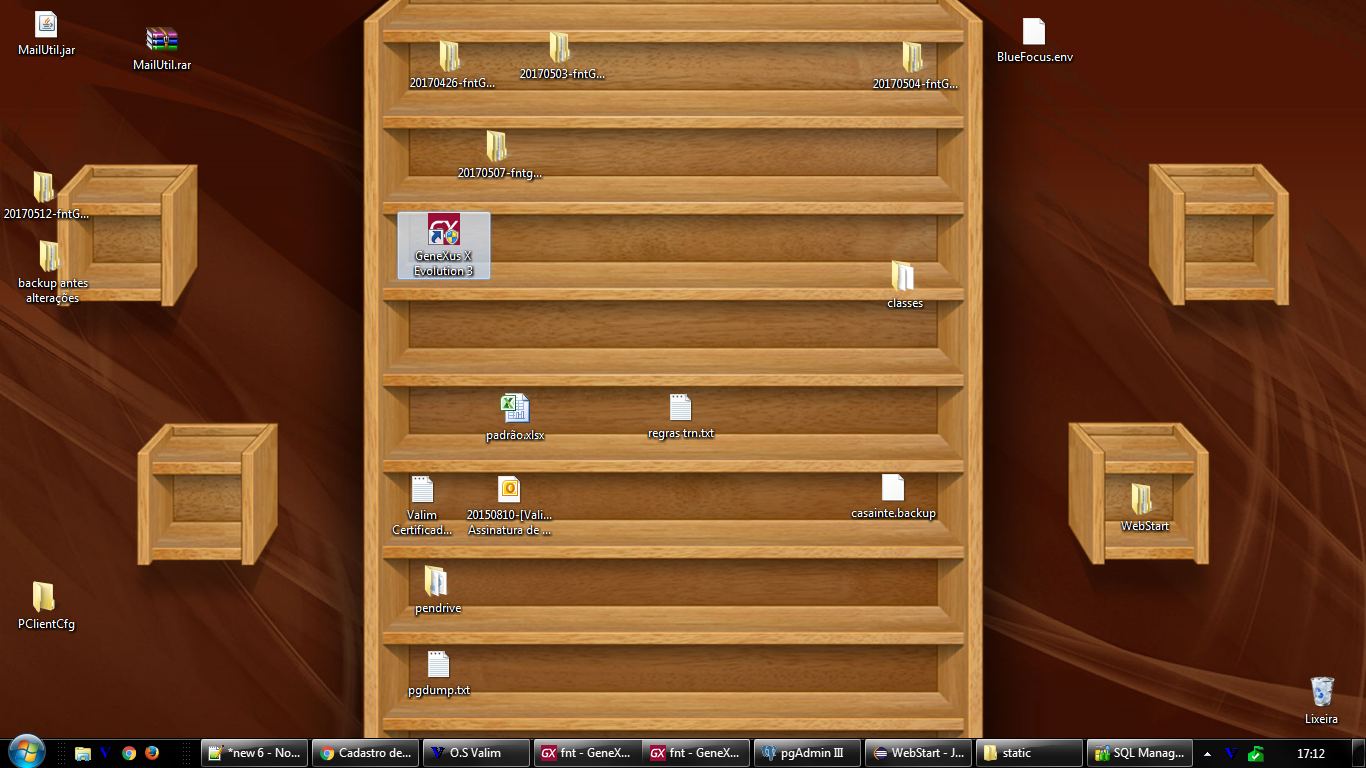 MailUtil.jar
MailUtil.rar
20170426-fntG...
20170503-fntG...
20170504-fntG...
BlueFocus.env
20170507-fntg...
20170512-fntG...
GX
GeneXus X
Evolution 3
backup antes
alterações
classes
padrão.xlsx
regras trn.txt
Valim
Certificad...
20150810-[Vali...
Assinatura de ...
casainte.backup
WebStart
pendrive
PClientCfg
pgdump.txt
Lixeira
*new 6 - No...
Cadastro de...
O.S Valim
fnt - GeneX...
fnt - GeneX...
pgAdmin III
WebStart - J...
static
SQL Manag...
17:12